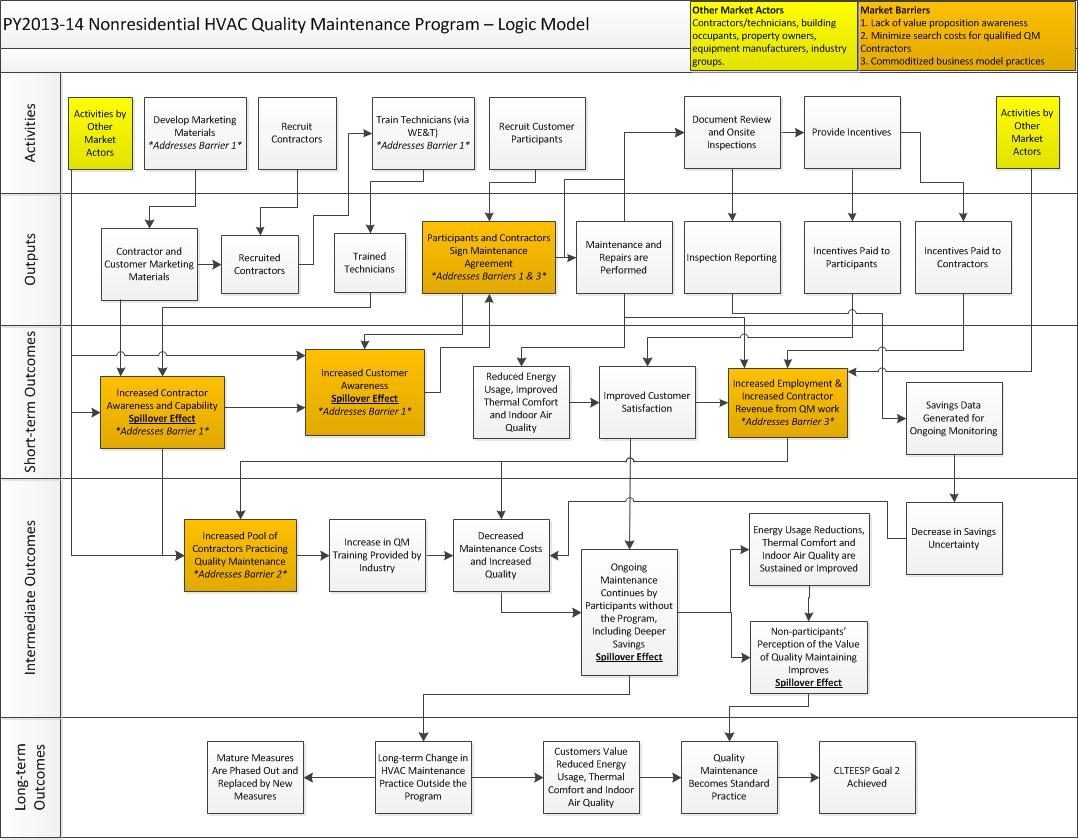 PY2013-14 Nonresidential HVAC Quality Maintenance Program – Logic Model
Other Market Actors
Contractors/technicians, building
occupants, property owners,
equipment manufacturers, industry
groups.
Market Barriers
1. Lack of value proposition awareness
2. Minimize search costs for qualified QM
Contractors
3. Commoditized business model practices
Activities
Activities by
Other
Market
Actors
Develop Marketing
Materials
*Addresses Barrier 1*
Recruit
Contractors
Train Technicians (via
WE&T)
*Addresses Barrier 1*
Recruit Customer
Participants
Document Review
and Onsite
Inspections
Provide Incentives
Activities by
Other
Market
Actors
Outputs
Contractor and
Customer Marketing
Materials
Recruited
Contractors
Trained
Technicians
Participants and Contractors
Sign Maintenance
Agreement
*Addresses Barriers 1 & 3*
Maintenance and
Repairs are
Performed
Inspection Reporting
Incentives Paid to
Participants
Incentives Paid to
Contractors
Short-term Outcomes
Increased Contractor
Awareness and Capability
Spillover Effect
*Addresses Barrier 1*
Increased Customer
Awareness
Spillover Effect
*Addresses Barrier 1*
Reduced Energy
Usage, Improved
Thermal Comfort
and Indoor Air
Quality
Improved Customer
Satisfaction
Increased Employment &
Increased Contractor
Revenue from QM work
*Addresses Barrier 3*
Savings Data
Generated for
Ongoing Monitoring
Intermediate Outcomes
Increased Pool of
Contractors Practicing
Quality Maintenance
*Addresses Barrier 2*
Increase in QM
Training Provided by
Industry
Decreased
Maintenance Costs
and Increased
Quality
Ongoing
Maintenance
Continues by
Participants without
the Program,
Including Deeper
Savings
Spillover Effect
Energy Usage Reductions,
Thermal Comfort and
Indoor Air Quality are
Sustained or Improved
Non-participants’
Perception of the Value
of Quality Maintaining
Improves
Spillover Effect
Decrease in Savings
Uncertainty
Long-term
Outcomes
Mature Measures
Are Phased Out and
Replaced by New
Measures
Long-term Change in
HVAC Maintenance
Practice Outside the
Program
Customers Value
Reduced Energy
Usage, Thermal
Comfort and Indoor
Air Quality
Quality
Maintenance
Becomes Standard
Practice
CLTEESP Goal 2
Achieved